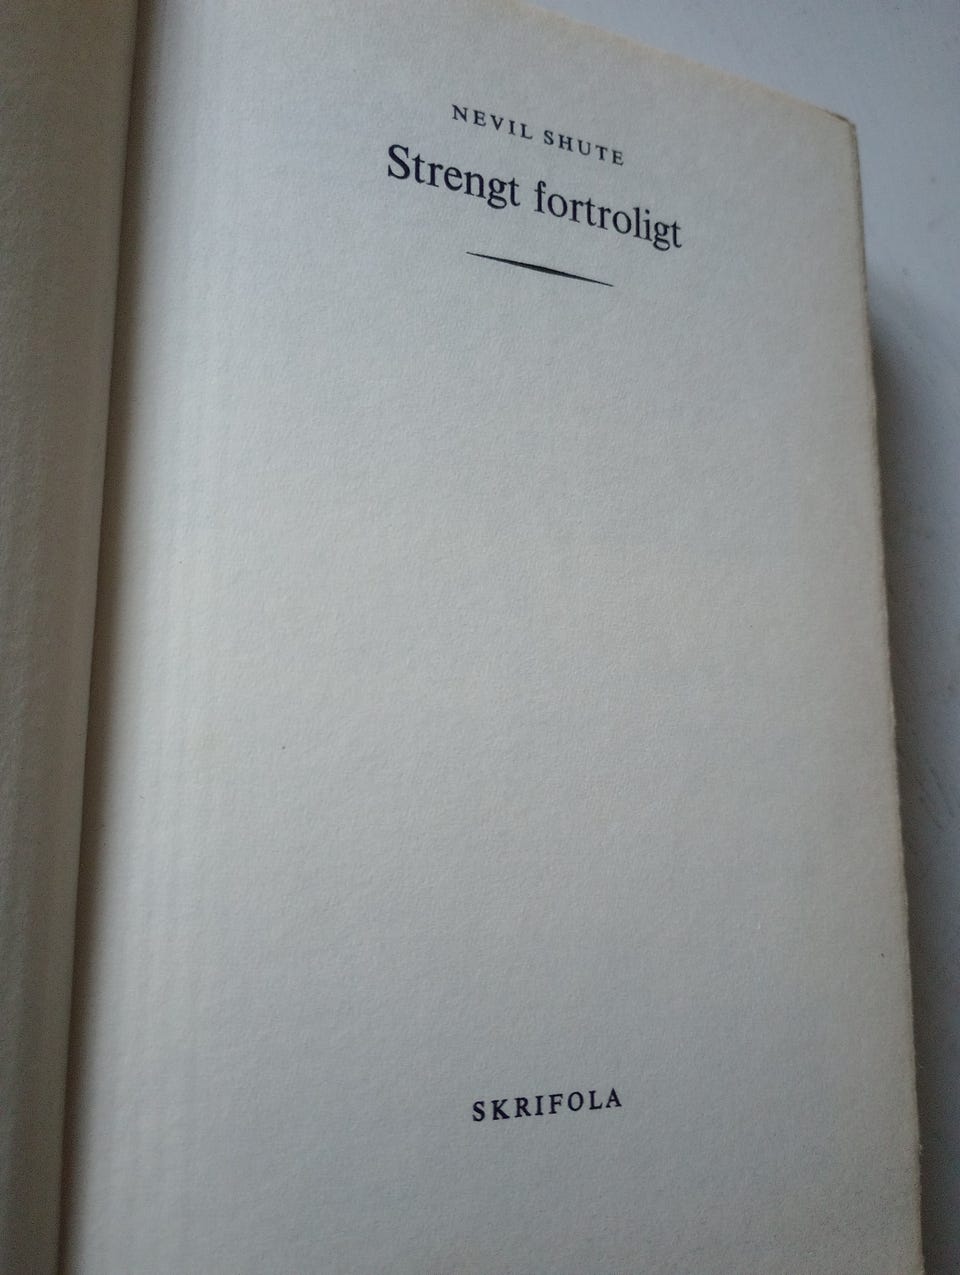 NEVIL SHUTE
Strengt fortroligt
SKRIFOLA